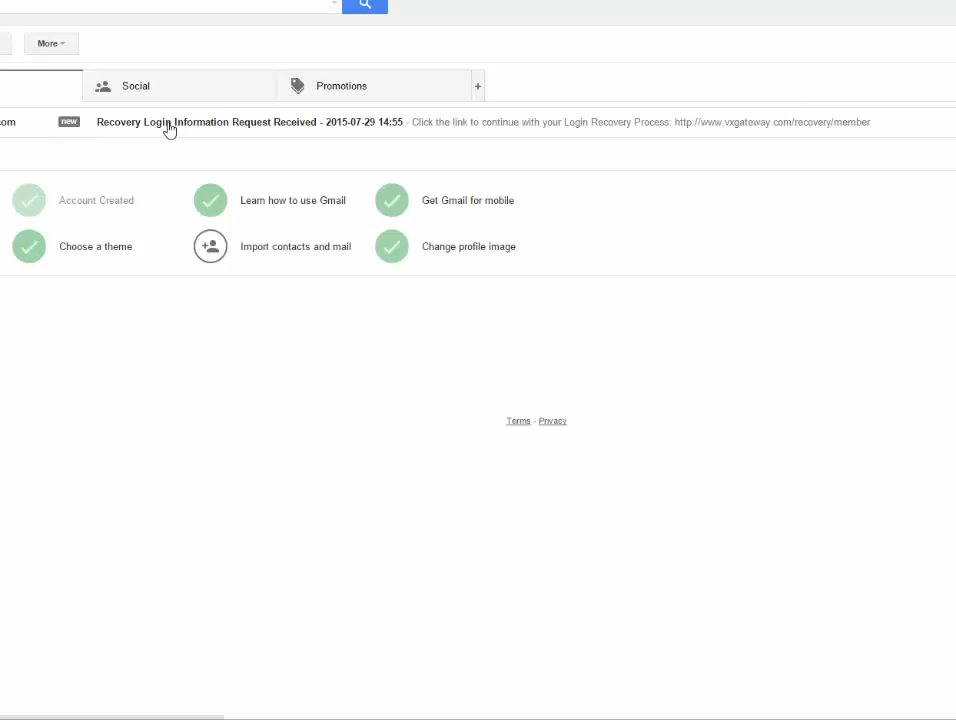 More
Social
Promotions
+
com
new
Recovery Login Information Request Received - 2015-07-29 14:55 - Click the link to continue with your Login Recovery Process: http://www.vxgateway.com/recovery/member
Account Created
Learn how to use Gmail
Get Gmail for mobile
Choose a theme
Import contacts and mail
Change profile image
Terms - Privacy